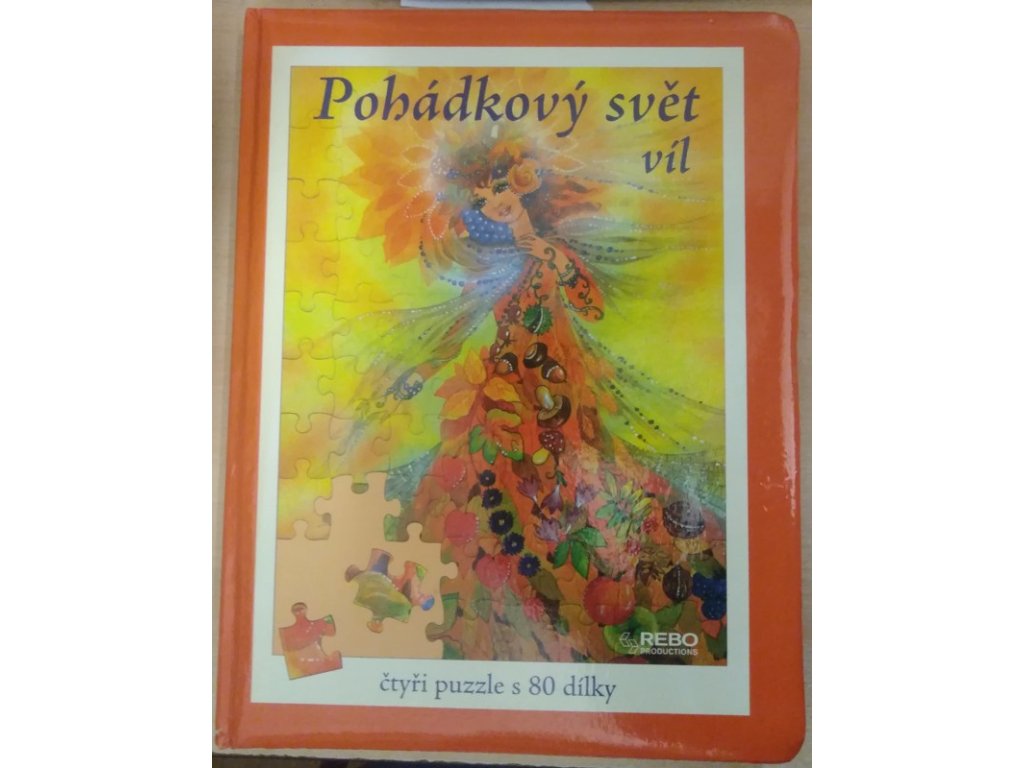 Pohádkový svět
víl
REBO
PRODUCTIONS
čtyři puzzle s 80 dílky